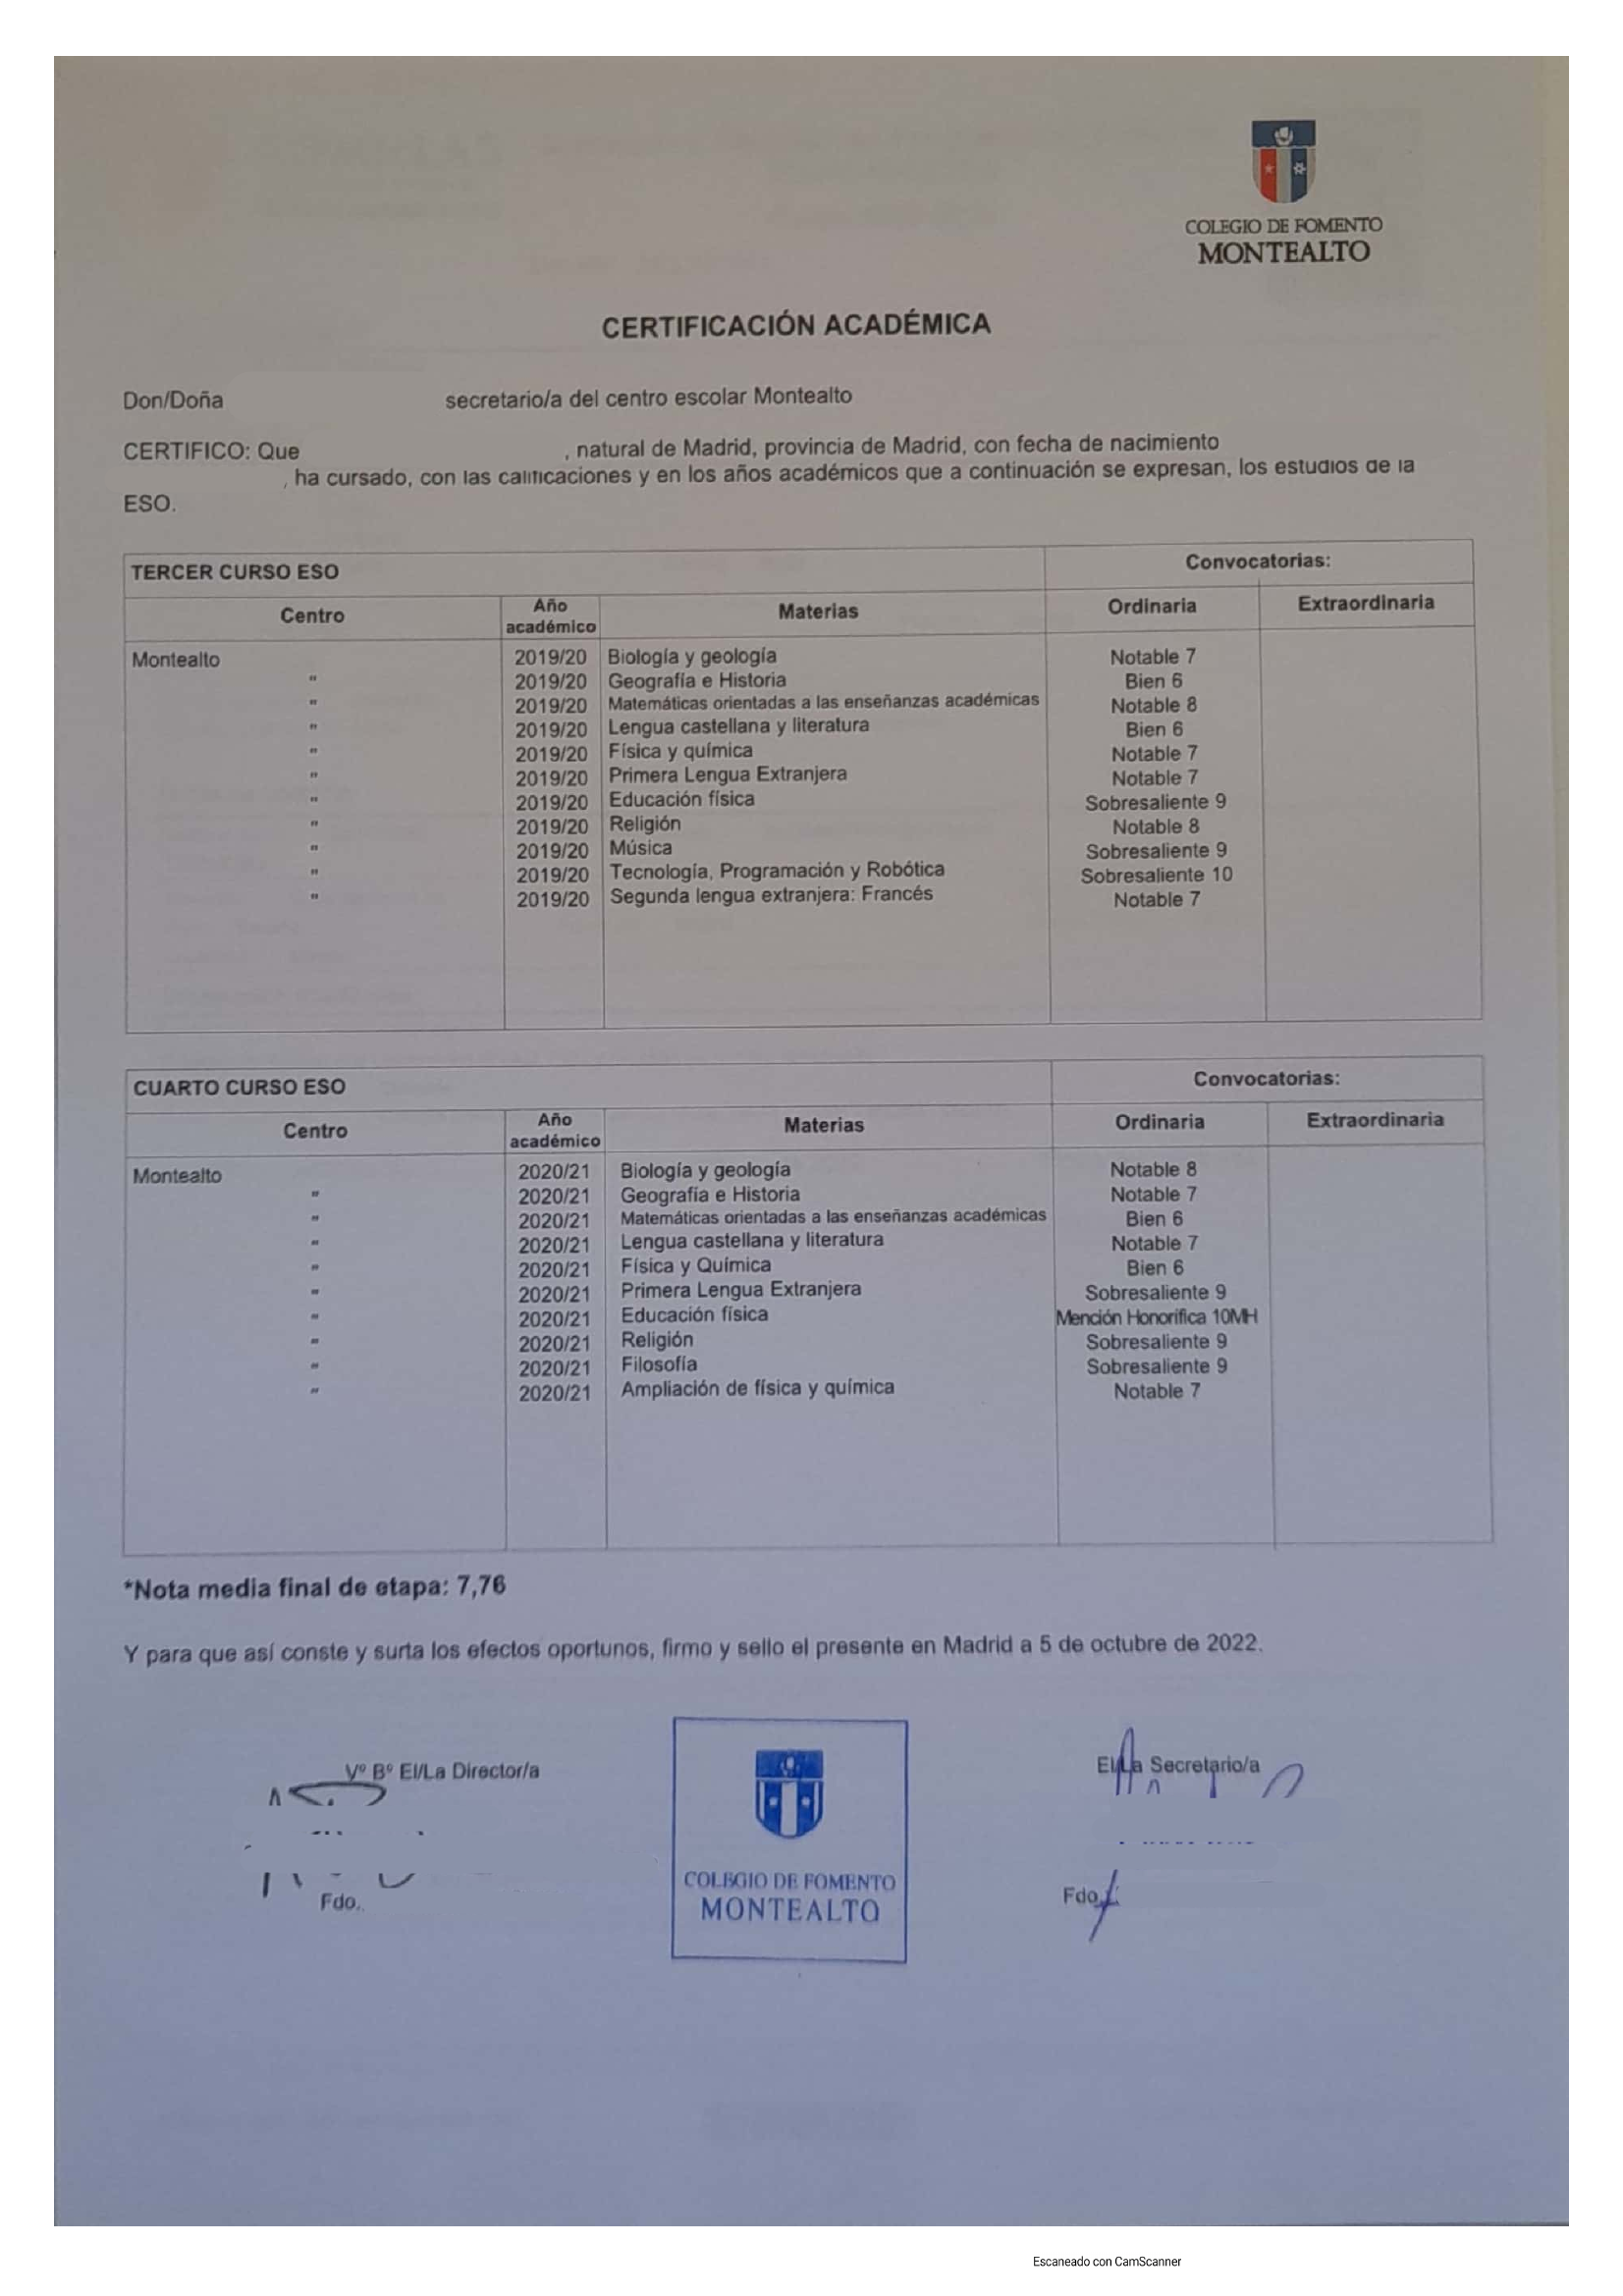 COLEGIO DE FOMENTO
MONTEALTO
CERTIFICACIÓN ACADÉMICA
Don/Doña secretario/a del centro escolar Montealto
CERTIFICO: Que , natural de Madrid, provincia de Madrid, con fecha de nacimiento
, ha cursado, con las calificaciones y en los años académicos que a continuación se expresan, los estudios de la
ESO.
TERCER CURSO ESO Convocatorias:
Centro Año académico Materias Ordinaria Extraordinaria
Montealto 2019/20 Biología y geología Notable 7
" 2019/20 Geografía e Historia Bien 6
" 2019/20 Matemáticas orientadas a las enseñanzas académicas Notable 8
" 2019/20 Lengua castellana y literatura Bien 6
" 2019/20 Física y química Notable 7
" 2019/20 Primera Lengua Extranjera Notable 7
" 2019/20 Educación física Sobresaliente 9
" 2019/20 Religión Notable 8
" 2019/20 Música Sobresaliente 9
" 2019/20 Tecnología, Programación y Robótica Sobresaliente 10
" 2019/20 Segunda lengua extranjera: Francés Notable 7
CUARTO CURSO ESO Convocatorias:
Centro Año académico Materias Ordinaria Extraordinaria
Montealto 2020/21 Biología y geología Notable 8
" 2020/21 Geografía e Historia Notable 7
" 2020/21 Matemáticas orientadas a las enseñanzas académicas Bien 6
" 2020/21 Lengua castellana y literatura Notable 7
" 2020/21 Física y Química Bien 6
" 2020/21 Primera Lengua Extranjera Sobresaliente 9
" 2020/21 Educación física Mención Honorífica 10MH
" 2020/21 Religión Sobresaliente 9
" 2020/21 Filosofía Sobresaliente 9
" 2020/21 Ampliación de física y química Notable 7
*Nota media final de etapa: 7,76
Y para que así conste y surta los efectos oportunos, firmo y sello el presente en Madrid a 5 de octubre de 2022.
Vº Bº El/La Director/a
El/La Secretario/a
COLEGIO DE FOMENTO
MONTEALTO
Fdo.
Fdo
Escaneado con CamScanner